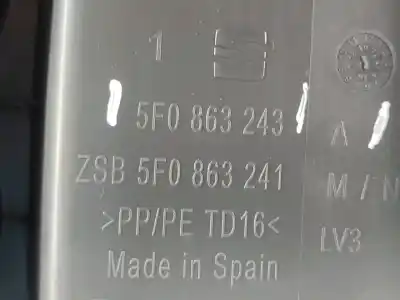 1
5F0 863 243 A
ZSB 5F0 863 241 M / N
>PP/PE TD16< LV3
Made in Spain